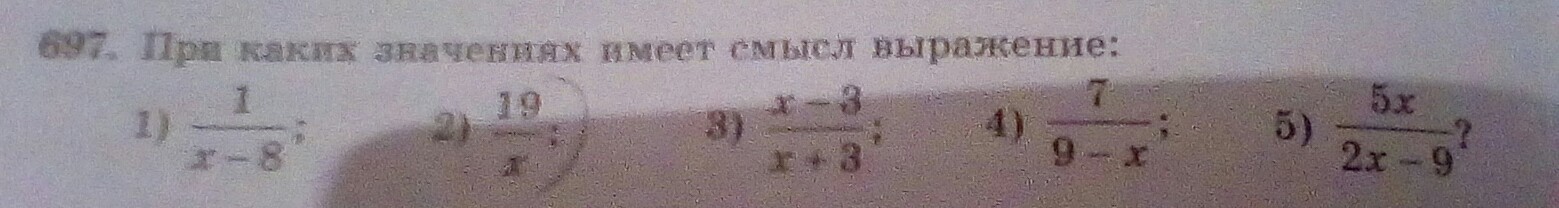 697. При каких значениях имеет смысл выражение:
1) 1/(x − 8); 2) 19/x; 3) (x − 3)/(x + 3); 4) 7/(9 − x); 5) 5x/(2x − 9)?